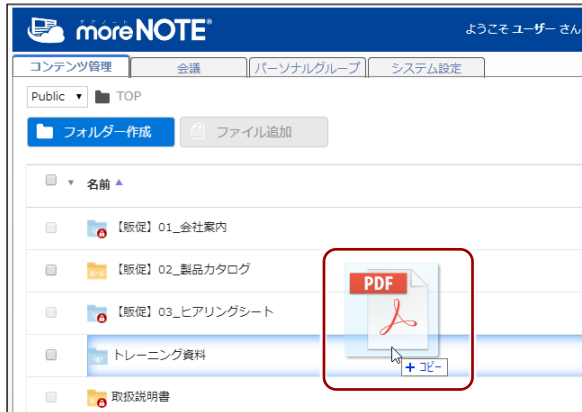 モアノート
moreNOTE®
ようこそ ユーザー さん
コンテンツ管理 会議 パーソナルグループ システム設定
Public ▼ TOP
フォルダー作成 ファイル追加
▼ 名前 ▲
【販促】01_会社案内
【販促】02_製品カタログ
PDF
【販促】03_ヒアリングシート
トレーニング資料
+ コピー
取扱説明書